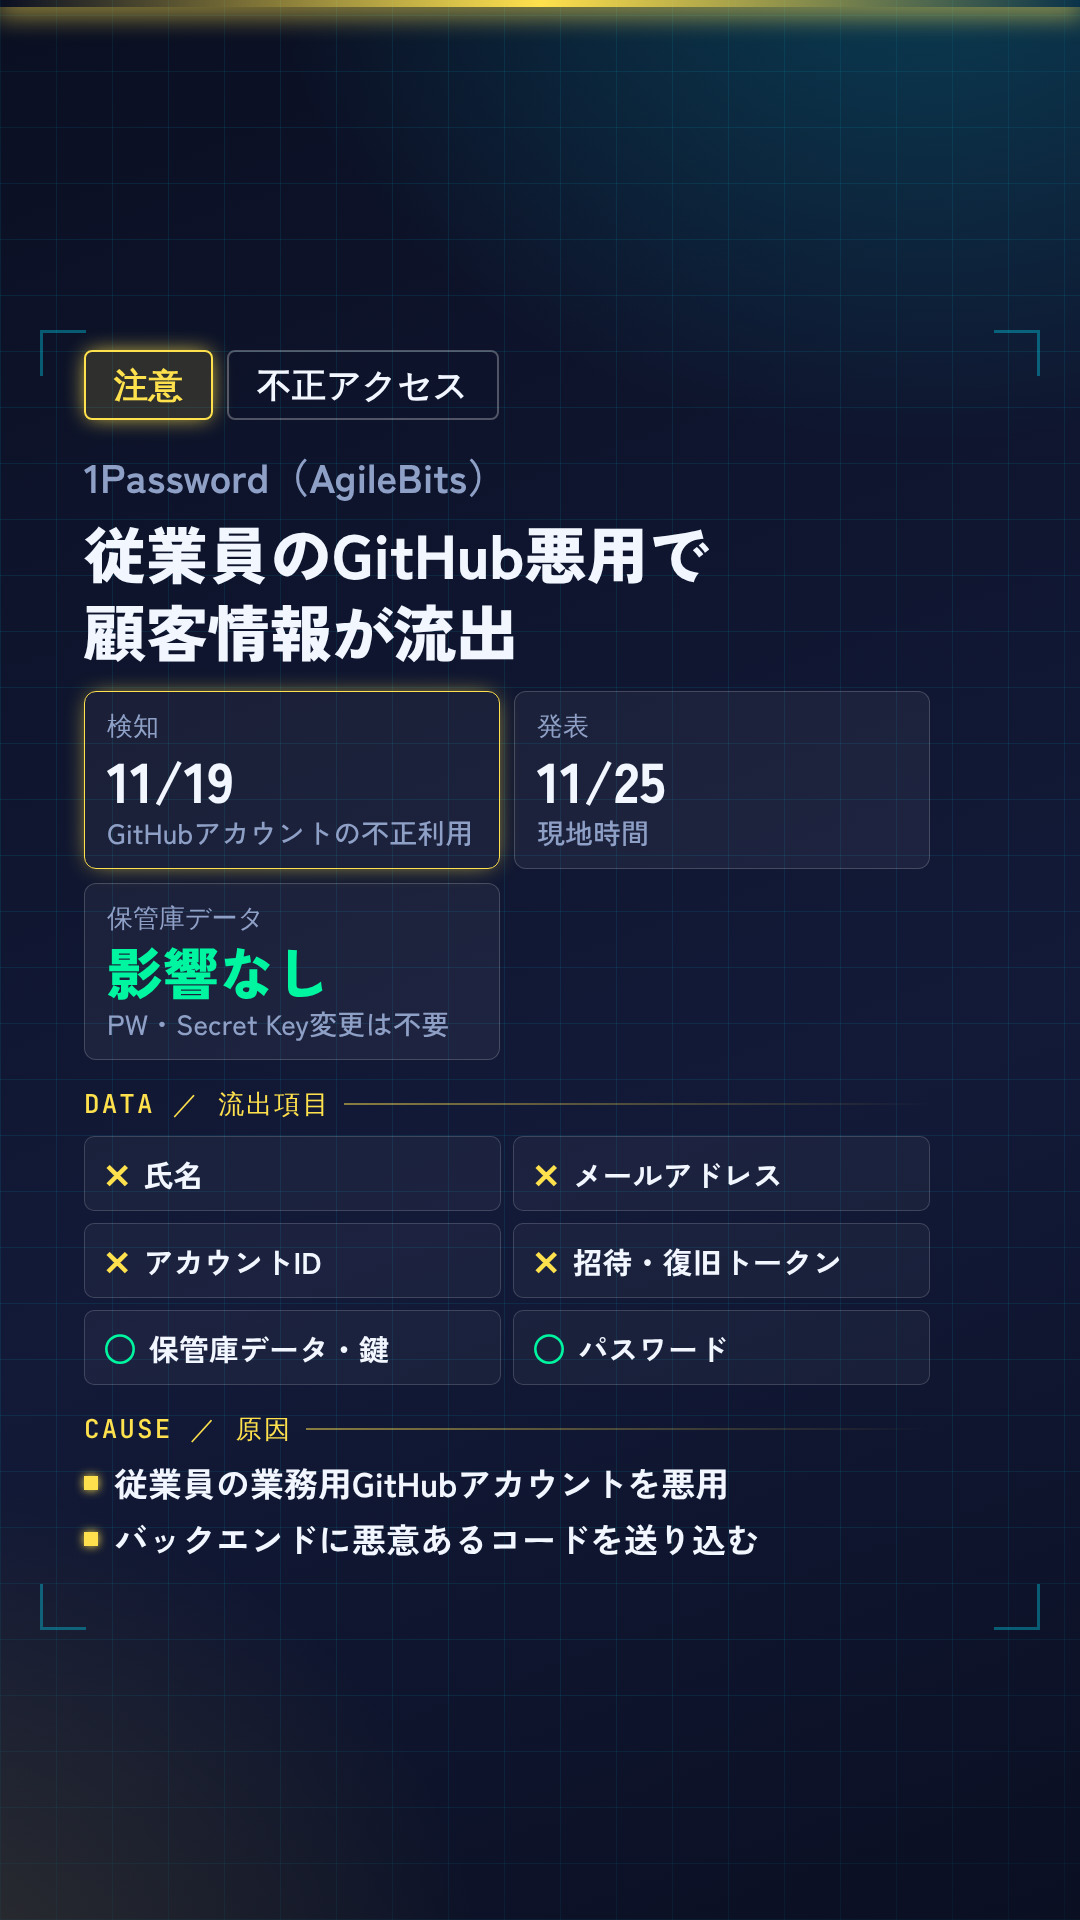 注意 不正アクセス
1Password（AgileBits）
従業員のGitHub悪用で
顧客情報が流出
検知
11/19
GitHubアカウントの不正利用
発表
11/25
現地時間
保管庫データ
影響なし
PW・Secret Key変更は不要
DATA ／ 流出項目
✕ 氏名
✕ メールアドレス
✕ アカウントID
✕ 招待・復旧トークン
○ 保管庫データ・鍵
○ パスワード
CAUSE ／ 原因
従業員の業務用GitHubアカウントを悪用
バックエンドに悪意あるコードを送り込む